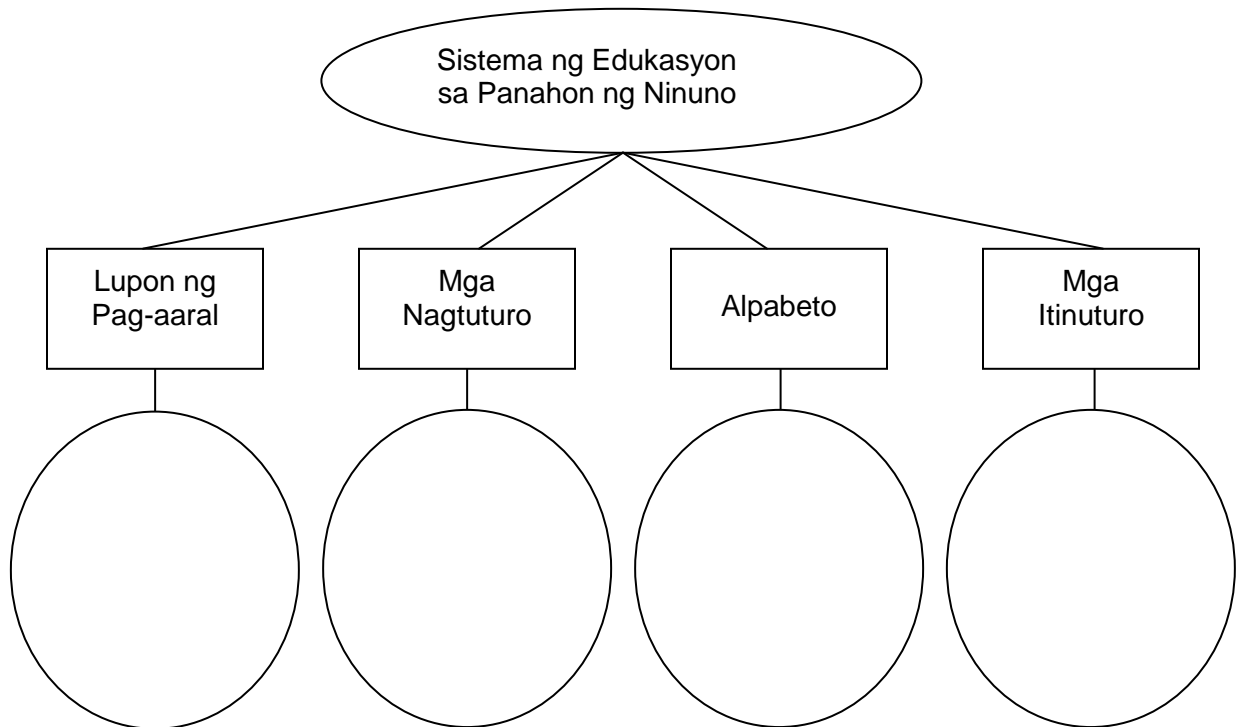 Sistema ng Edukasyon
sa Panahon ng Ninuno
Lupon ng
Pag-aaral
Mga
Nagtuturo
Alpabeto
Mga
Itinuturo